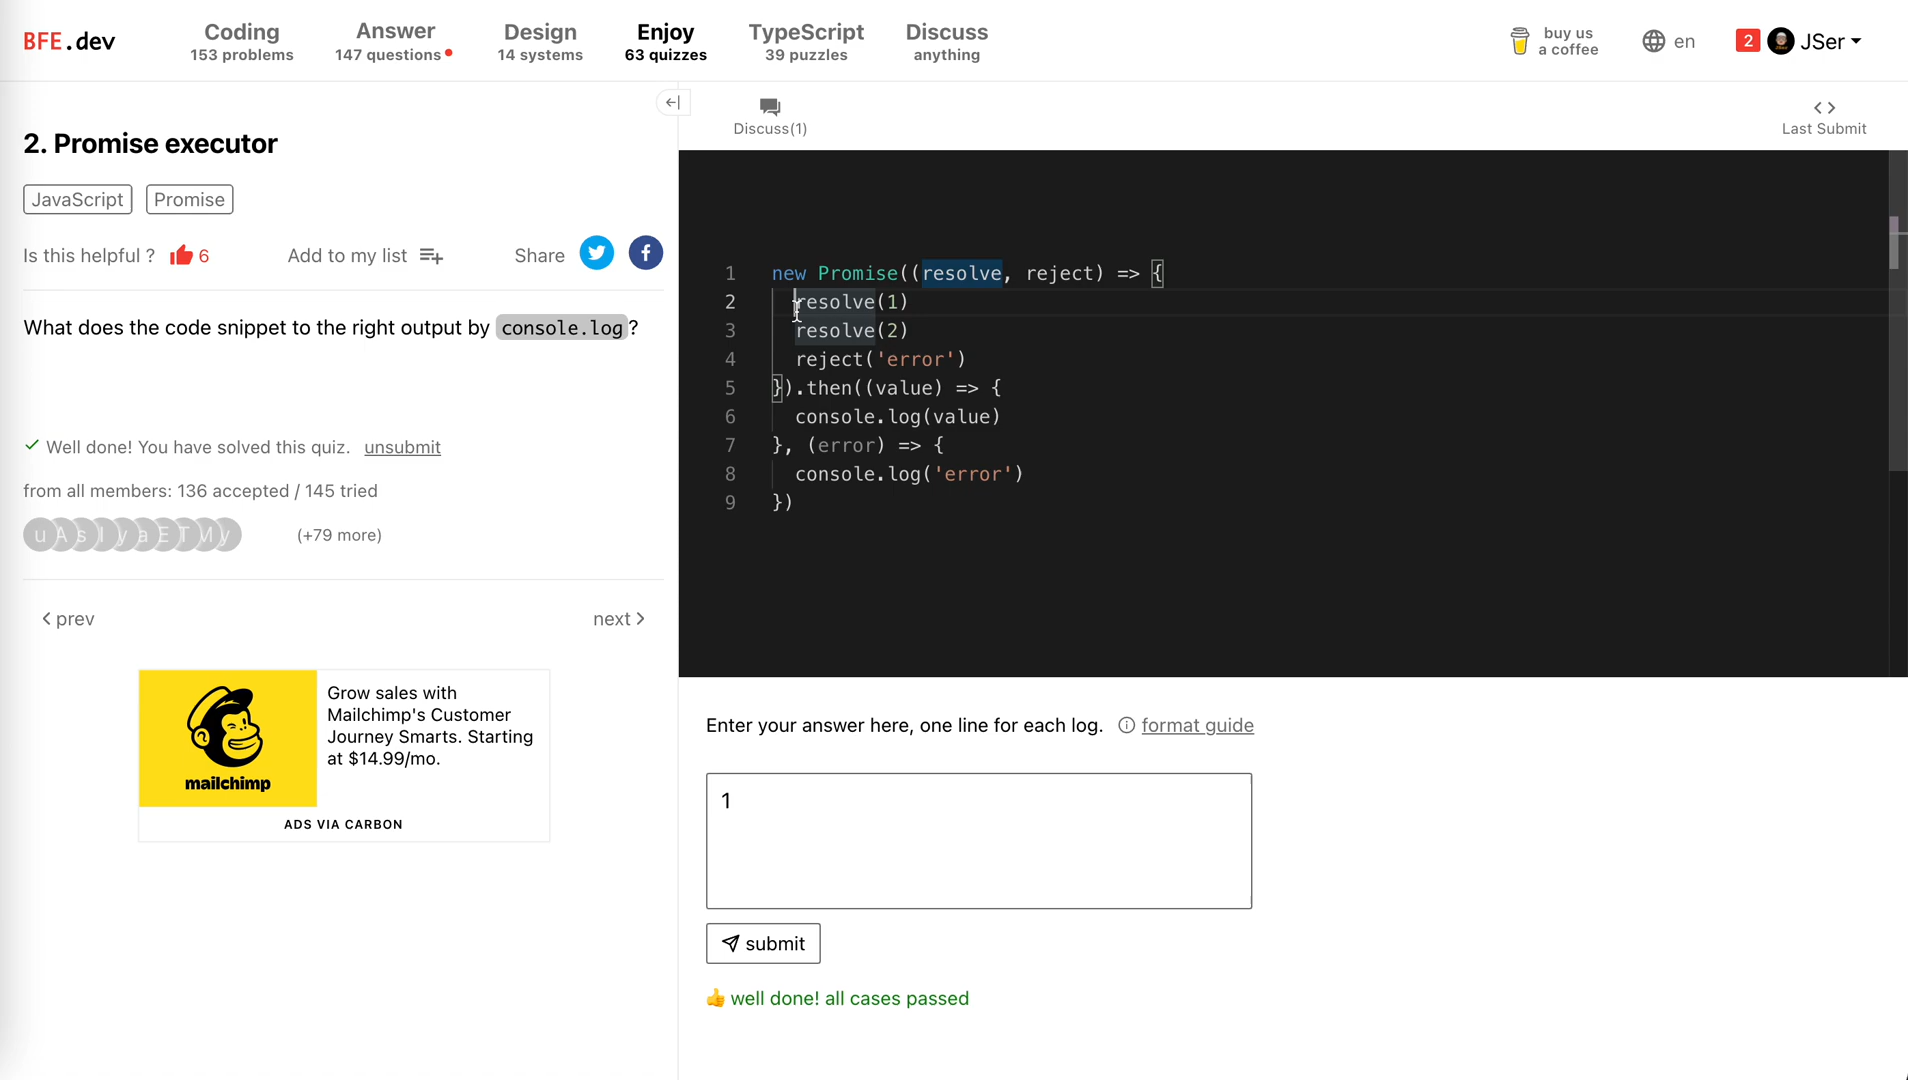 BFE.dev
Coding
153 problems
Answer
147 questions
Design
14 systems
Enjoy
63 quizzes
TypeScript
39 puzzles
Discuss
anything
buy us
a coffee
en
2
JSer
2. Promise executor
JavaScript
Promise
Is this helpful ?
6
Add to my list
Share
What does the code snippet to the right output by console.log?
Well done! You have solved this quiz. unsubmit
from all members: 136 accepted / 145 tried
u A s I y a E T M y
(+79 more)
prev
next
Grow sales with
Mailchimp's Customer
Journey Smarts. Starting
at $14.99/mo.
mailchimp
ADS VIA CARBON
Discuss(1)
< >
Last Submit
1 new Promise((resolve, reject) => {
2 resolve(1)
3 resolve(2)
4 reject('error')
5 }).then((value) => {
6 console.log(value)
7 }, (error) => {
8 console.log('error')
9 })
Enter your answer here, one line for each log. format guide
1
submit
👍 well done! all cases passed